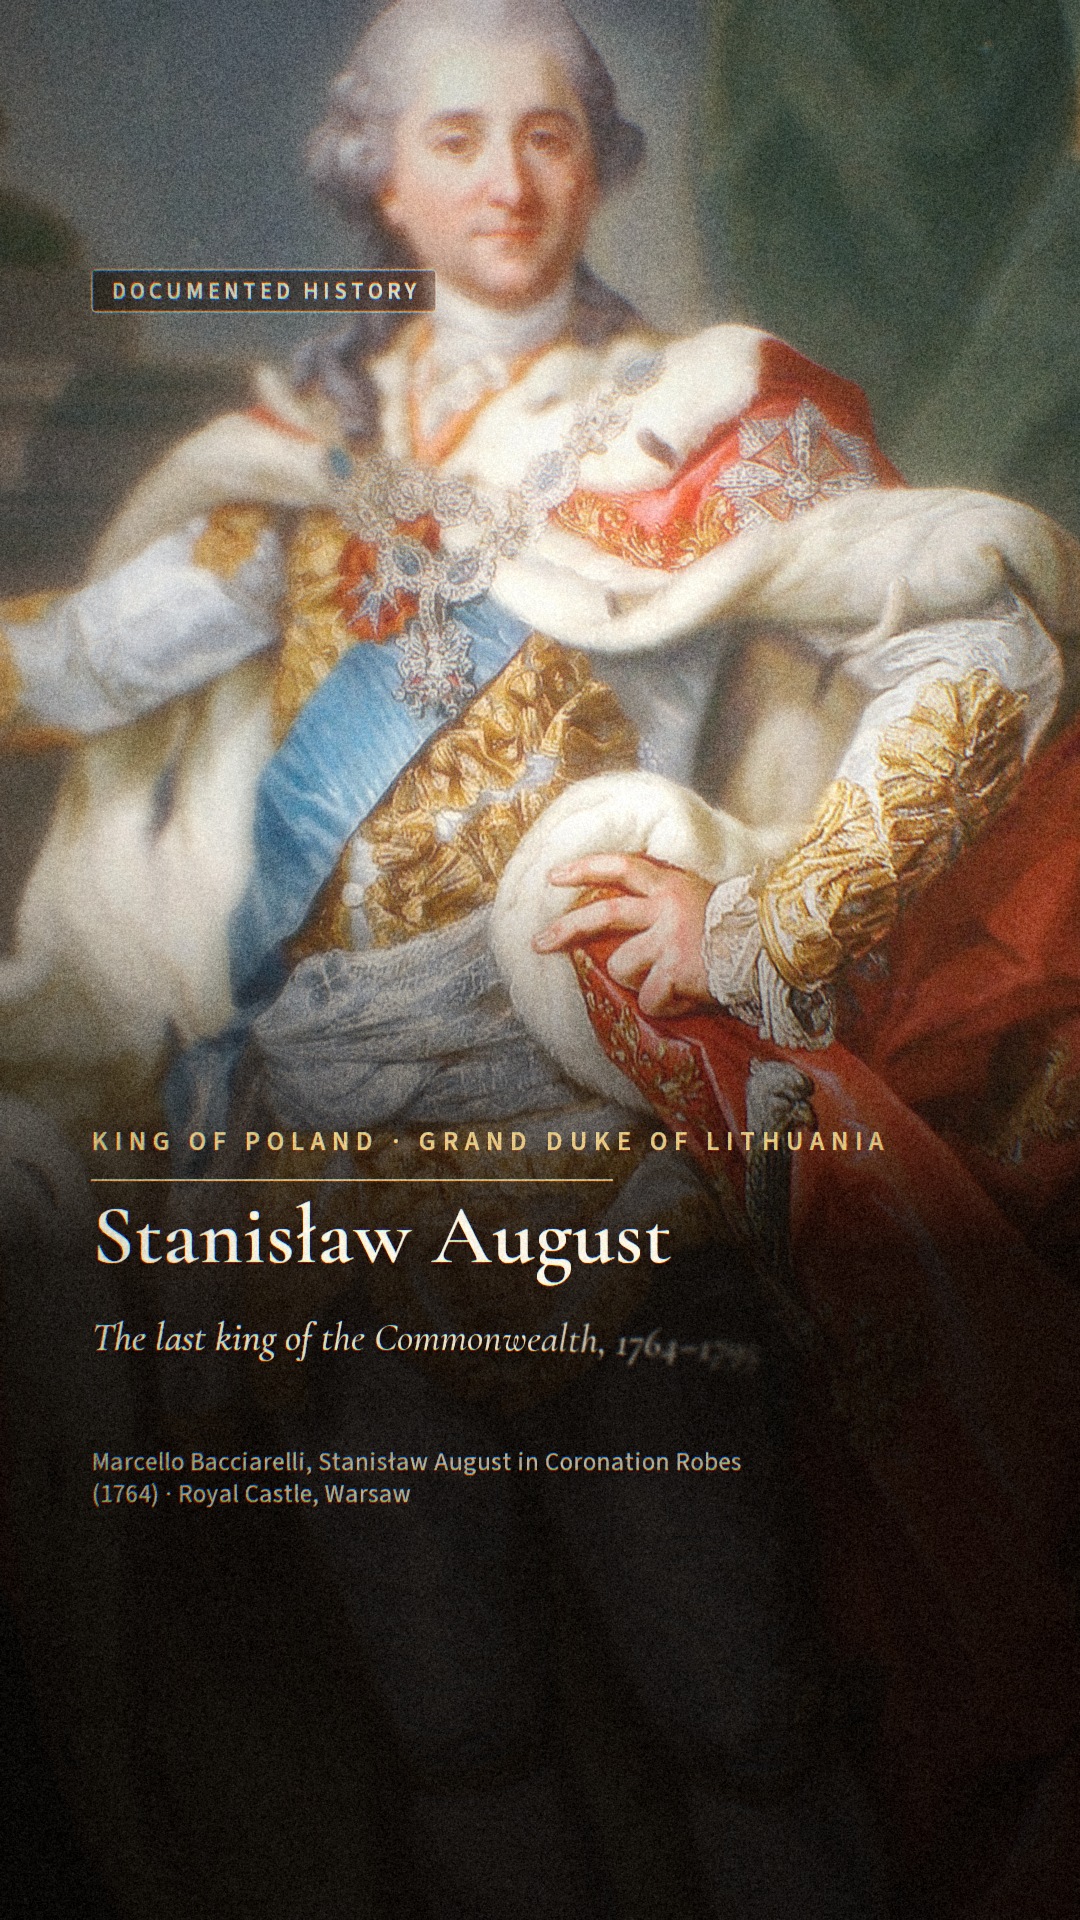 DOCUMENTED HISTORY
KING OF POLAND · GRAND DUKE OF LITHUANIA
Stanisław August
The last king of the Commonwealth,
Marcello Bacciarelli, Stanisław August in Coronation Robes
(1764) · Royal Castle, Warsaw